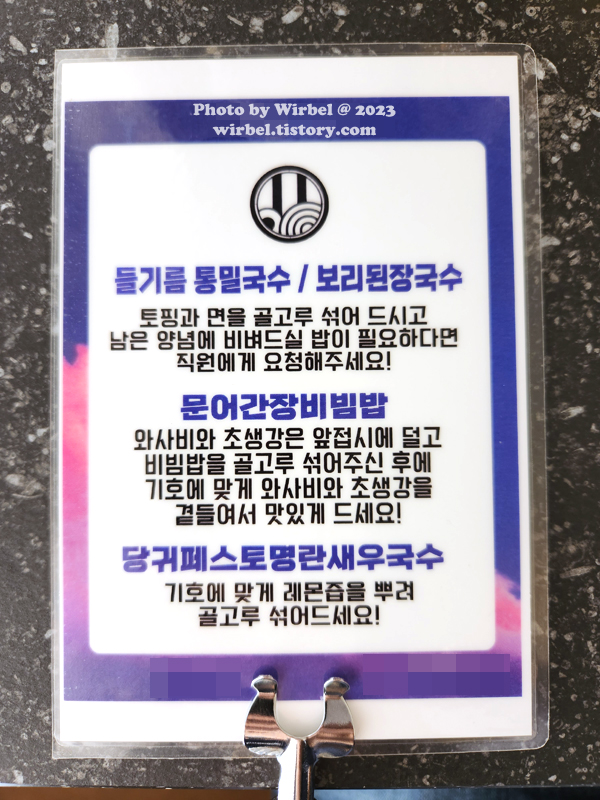 Photo by Wirbel @ 2023
wirbel.tistory.com
들기름 통밀국수 / 보리된장국수
토핑과 면을 골고루 섞어 드시고
남은 양념에 비벼드실 밥이 필요하다면
직원에게 요청해주세요!
문어간장비빔밥
와사비와 초생강은 앞접시에 덜고
비빔밥을 골고루 섞어주신 후에
기호에 맞게 와사비와 초생강을
곁들여서 맛있게 드세요!
당귀페스토명란새우국수
기호에 맞게 레몬즙을 뿌려
골고루 섞어드세요!